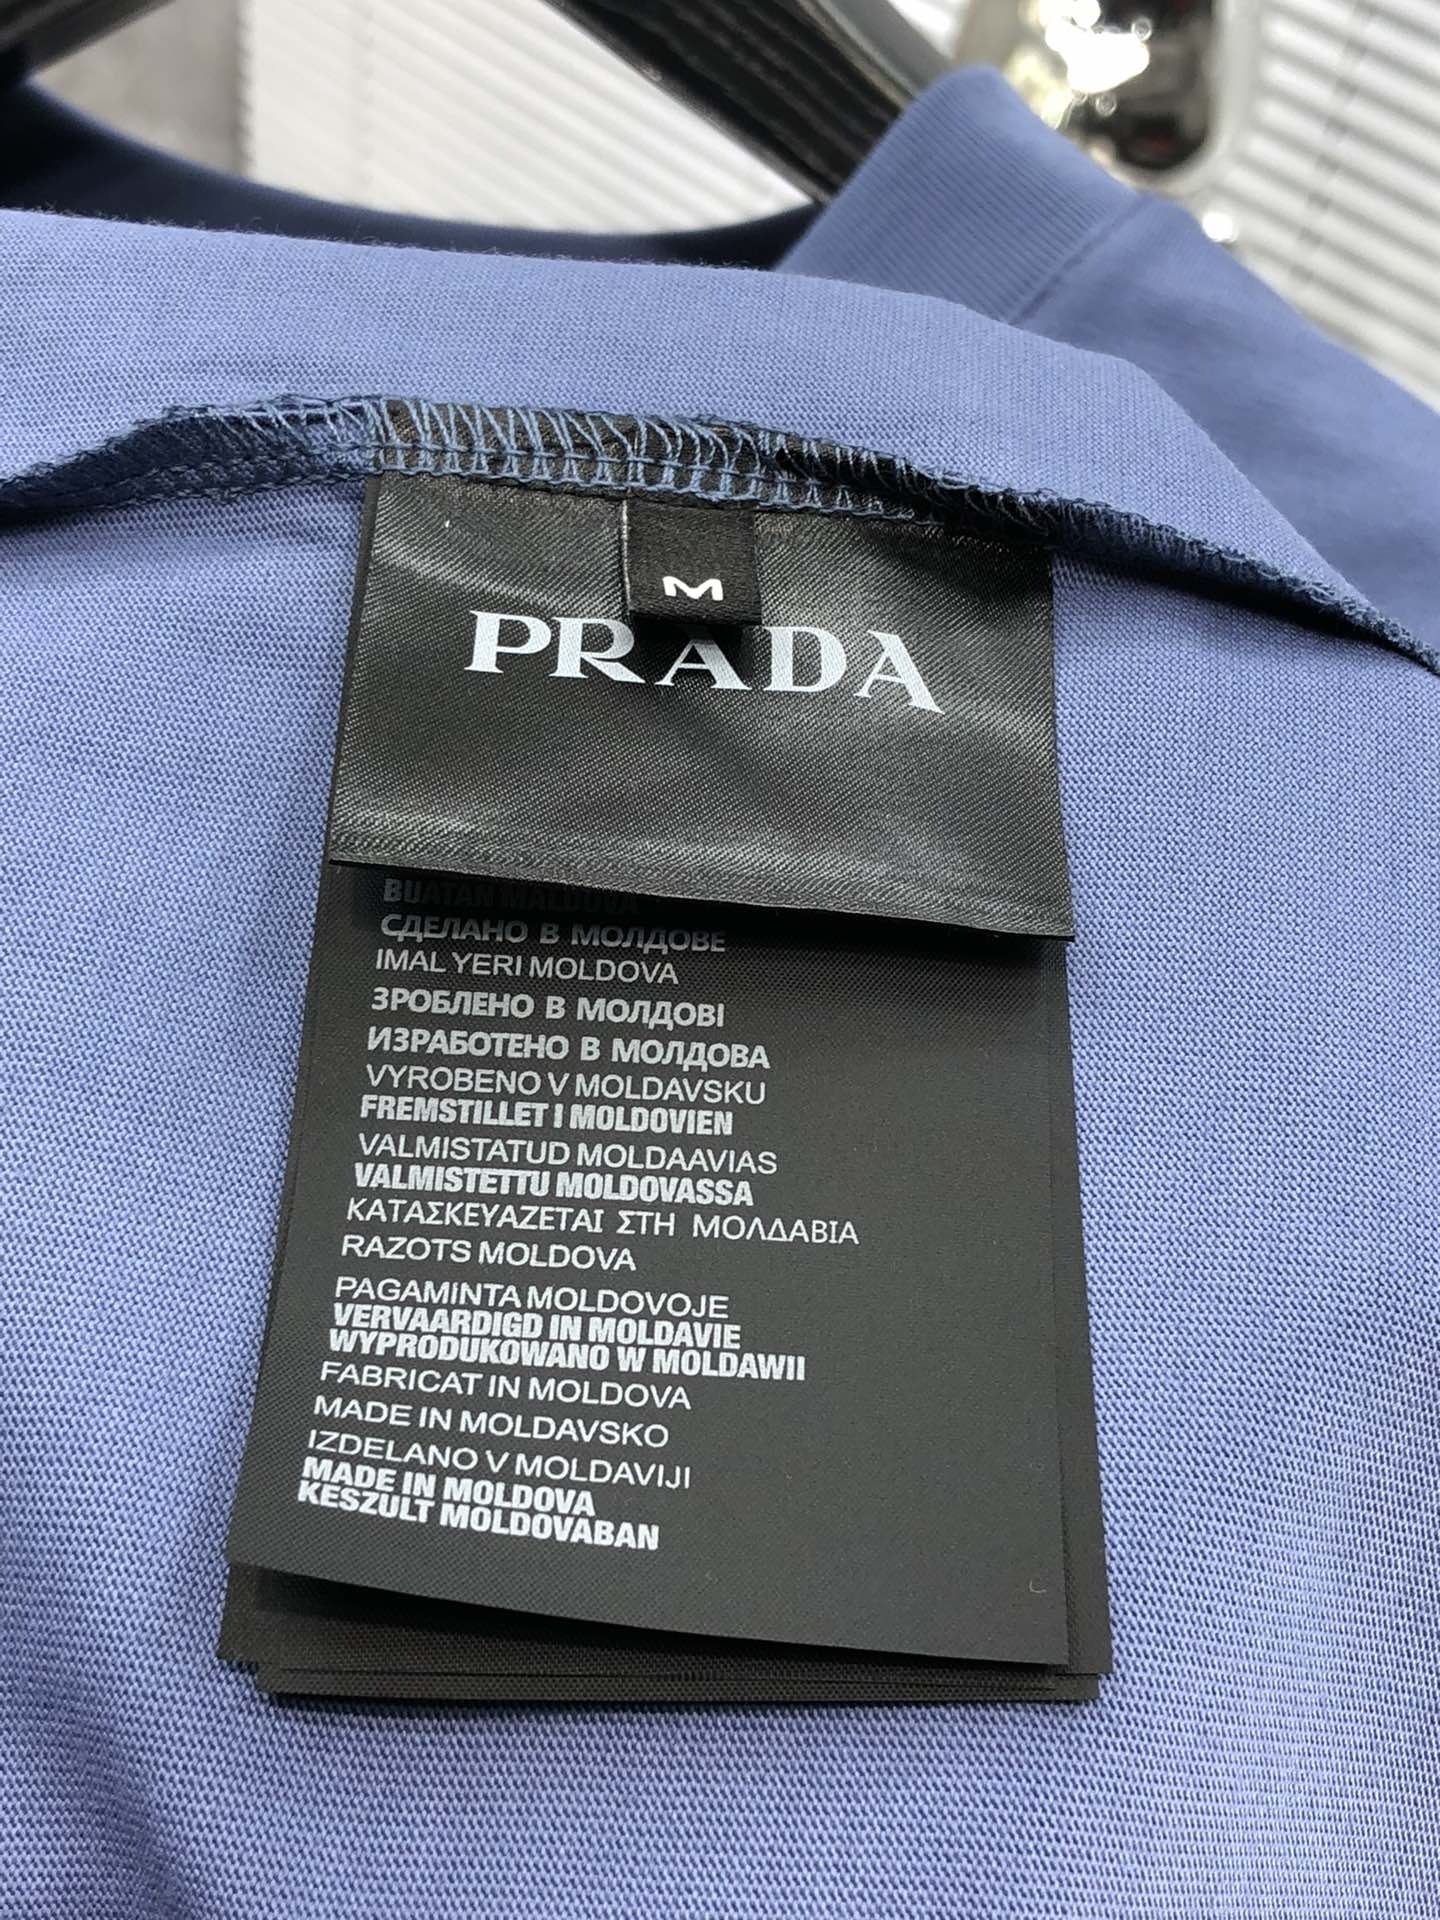 M
PRADA
BUATAN MALDUVA
СДЕЛАНО В МОЛДОВЕ
IMAL YERI MOLDOVA
ЗРОБЛЕНО В МОЛДОВІ
ИЗРАБОТЕНО В МОЛДОВА
VYROBENO V MOLDAVSKU
FREMSTILLET I MOLDOVIEN
VALMISTATUD MOLDAAVIAS
VALMISTETTU MOLDOVASSA
ΚΑΤΑΣΚΕΥΑΖΕΤΑΙ ΣΤΗ ΜΟΛΔΑΒΙΑ
RAZOTS MOLDOVA
PAGAMINTA MOLDOVOJE
VERVAARDIGD IN MOLDAVIE
WYPRODUKOWANO W MOLDAWII
FABRICAT IN MOLDOVA
MADE IN MOLDAVSKO
IZDELANO V MOLDAVIJI
MADE IN MOLDOVA
KESZULT MOLDOVABAN